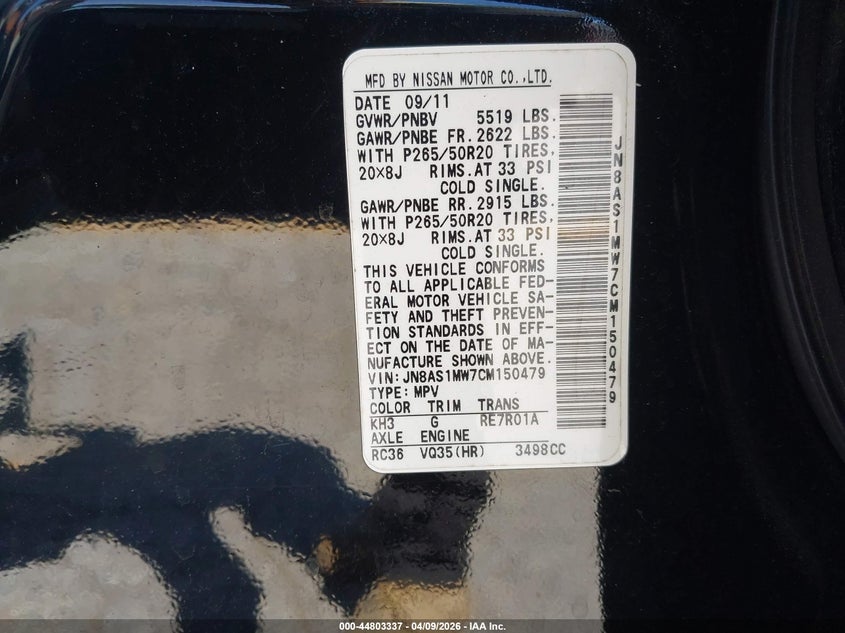 MFD BY NISSAN MOTOR CO.,LTD.
DATE 09/11
GVWR/PNBV 5519 LBS.
GAWR/PNBE FR. 2622 LBS.
WITH P265/50R20 TIRES,
20×8J RIMS.AT 33 PSI
COLD SINGLE.
GAWR/PNBE RR. 2915 LBS.
WITH P265/50R20 TIRES,
20×8J RIMS.AT 33 PSI
COLD SINGLE.
THIS VEHICLE CONFORMS
TO ALL APPLICABLE FED-
ERAL MOTOR VEHICLE SA-
FETY AND THEFT PREVEN-
TION STANDARDS IN EFF-
ECT ON THE DATE OF MA-
NUFACTURE SHOWN ABOVE.
VIN: JN8AS1MW7CM150479
TYPE: MPV
COLOR TRIM TRANS
KH3 G RE7R01A
AXLE ENGINE
RC36 VQ35(HR) 3498CC
JN8AS1MW7CM150479
000-44803337 - 04/09/2026 - IAA Inc.